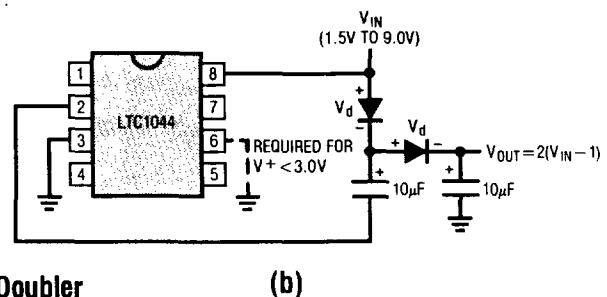 V_IN
(1.5V TO 9.0V)
1
8
2
7
LTC1044
3
6
4
5
+
V_d
−
REQUIRED FOR
V+ <3.0V
+ V_d −
V_OUT=2(V_IN−1)
+
10µF
+
10µF
Doubler
(b)